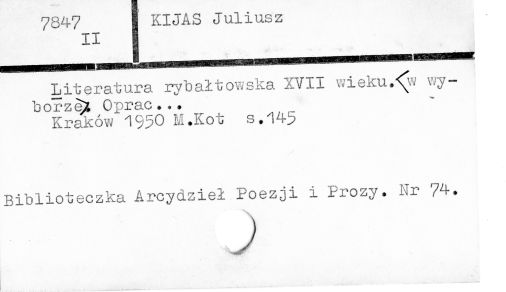 7847
II
KIJAS Juliusz
Literatura rybałtowska XVII wieku.<w wy-
borze>. Oprac...
Kraków 1950 M.Kot s.145
Biblioteczka Arcydzieł Poezji i Prozy. Nr 74.